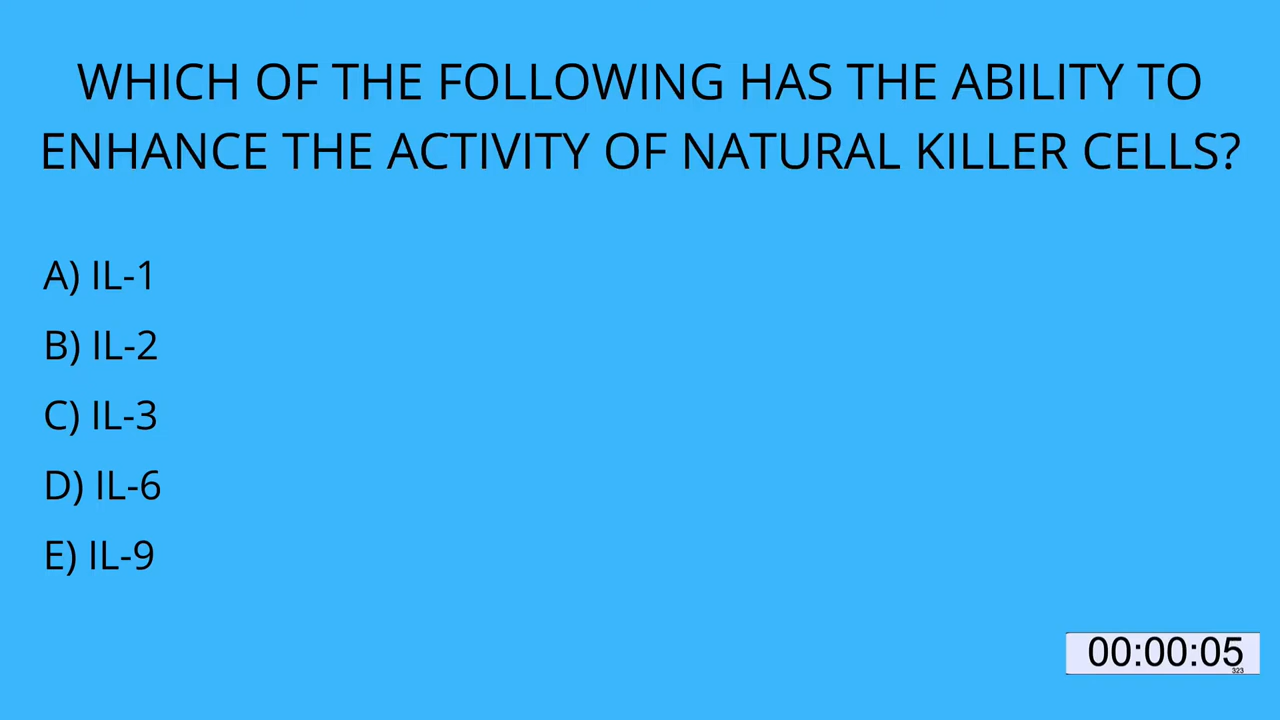 WHICH OF THE FOLLOWING HAS THE ABILITY TO
ENHANCE THE ACTIVITY OF NATURAL KILLER CELLS?
A) IL-1
B) IL-2
C) IL-3
D) IL-6
E) IL-9
00:00:05
323